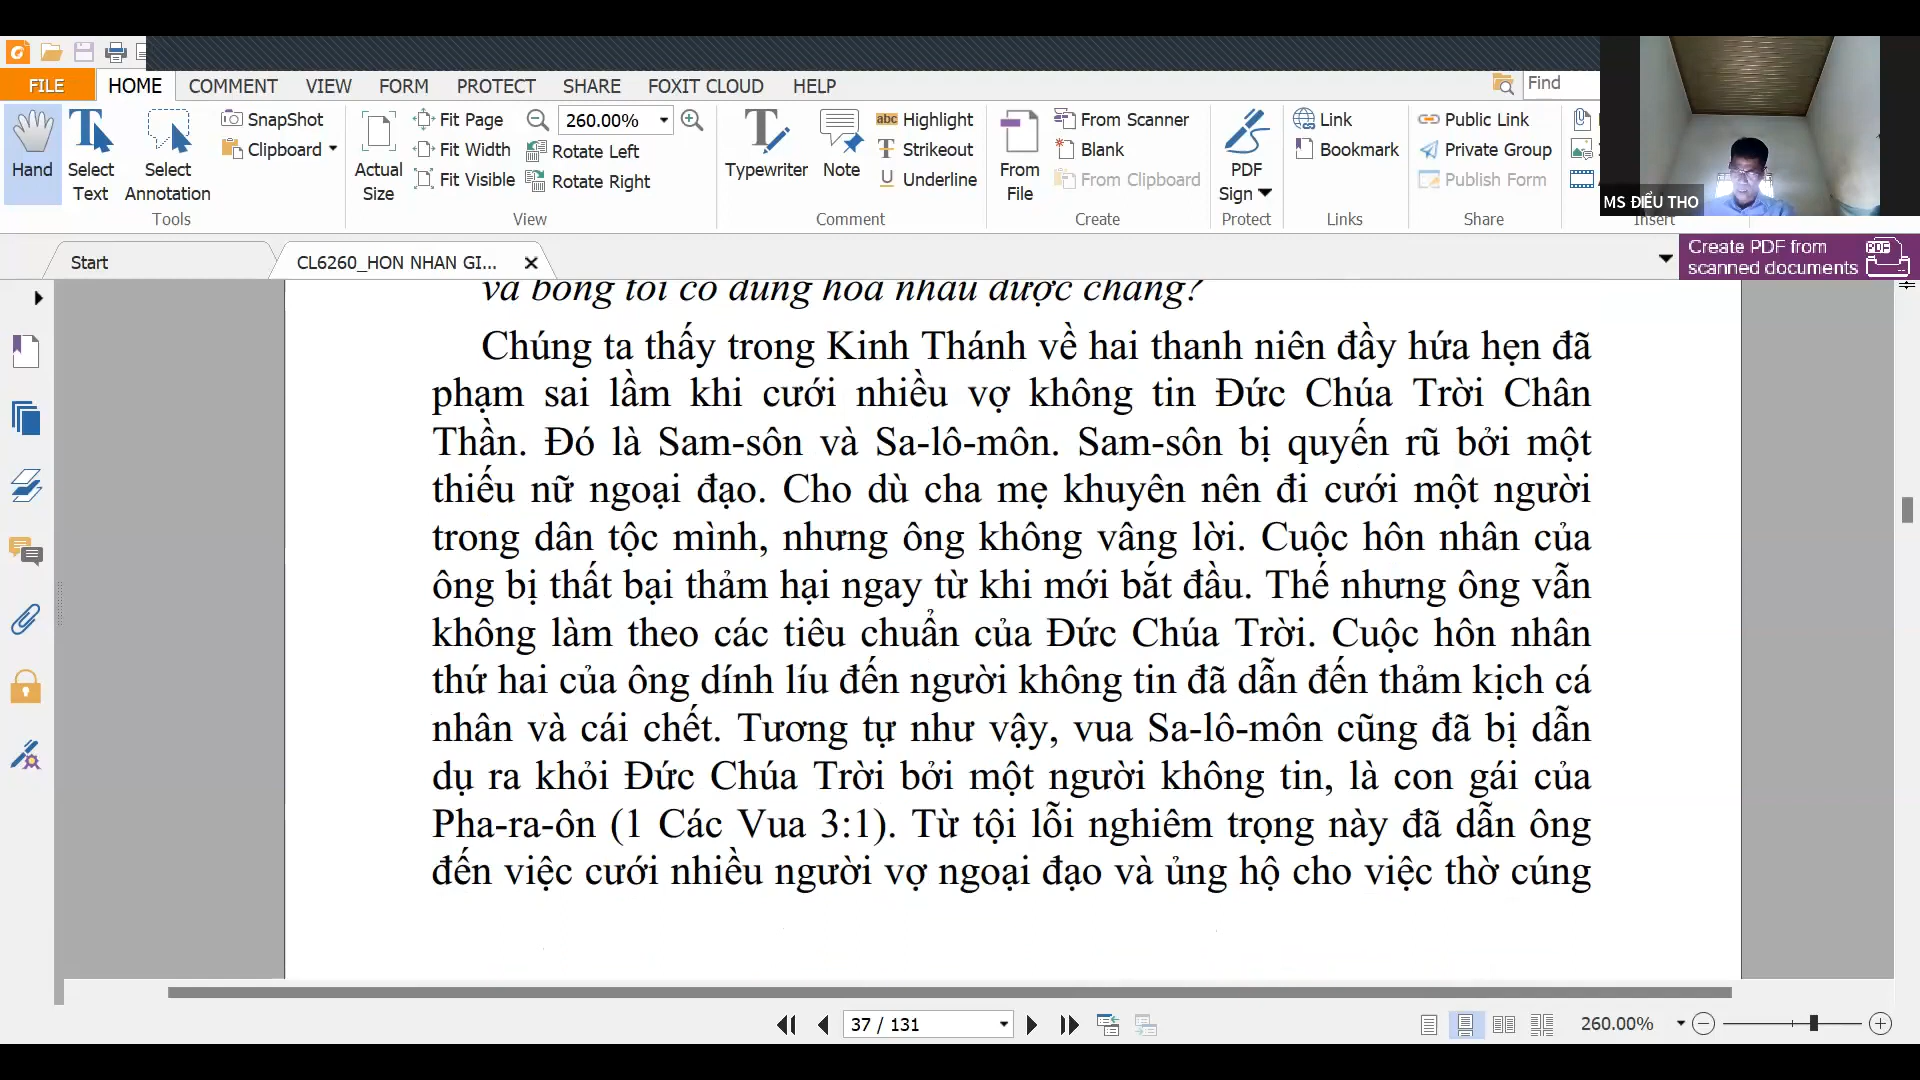 FILE HOME COMMENT VIEW FORM PROTECT SHARE FOXIT CLOUD HELP Find
SnapShot Fit Page 260.00% abc Highlight From Scanner Link Public Link
Clipboard Fit Width Rotate Left Strikeout Blank Bookmark Private Group
Fit Visible Rotate Right Underline From Clipboard Publish Form
Hand Select Text Select Annotation Actual Size Typewriter Note From File PDF Sign
MS ĐIỂU THO
Tools View Comment Create Protect Links Share Insert
Start CL6260_HON NHAN GI...
Create PDF from
scanned documents
và bóng tối có dung hòa nhau được chăng?
Chúng ta thấy trong Kinh Thánh về hai thanh niên đầy hứa hẹn đã
phạm sai lầm khi cưới nhiều vợ không tin Đức Chúa Trời Chân
Thần. Đó là Sam-sôn và Sa-lô-môn. Sam-sôn bị quyến rũ bởi một
thiếu nữ ngoại đạo. Cho dù cha mẹ khuyên nên đi cưới một người
trong dân tộc mình, nhưng ông không vâng lời. Cuộc hôn nhân của
ông bị thất bại thảm hại ngay từ khi mới bắt đầu. Thế nhưng ông vẫn
không làm theo các tiêu chuẩn của Đức Chúa Trời. Cuộc hôn nhân
thứ hai của ông dính líu đến người không tin đã dẫn đến thảm kịch cá
nhân và cái chết. Tương tự như vậy, vua Sa-lô-môn cũng đã bị dẫn
dụ ra khỏi Đức Chúa Trời bởi một người không tin, là con gái của
Pha-ra-ôn (1 Các Vua 3:1). Từ tội lỗi nghiêm trọng này đã dẫn ông
đến việc cưới nhiều người vợ ngoại đạo và ủng hộ cho việc thờ cúng
37 / 131 260.00%